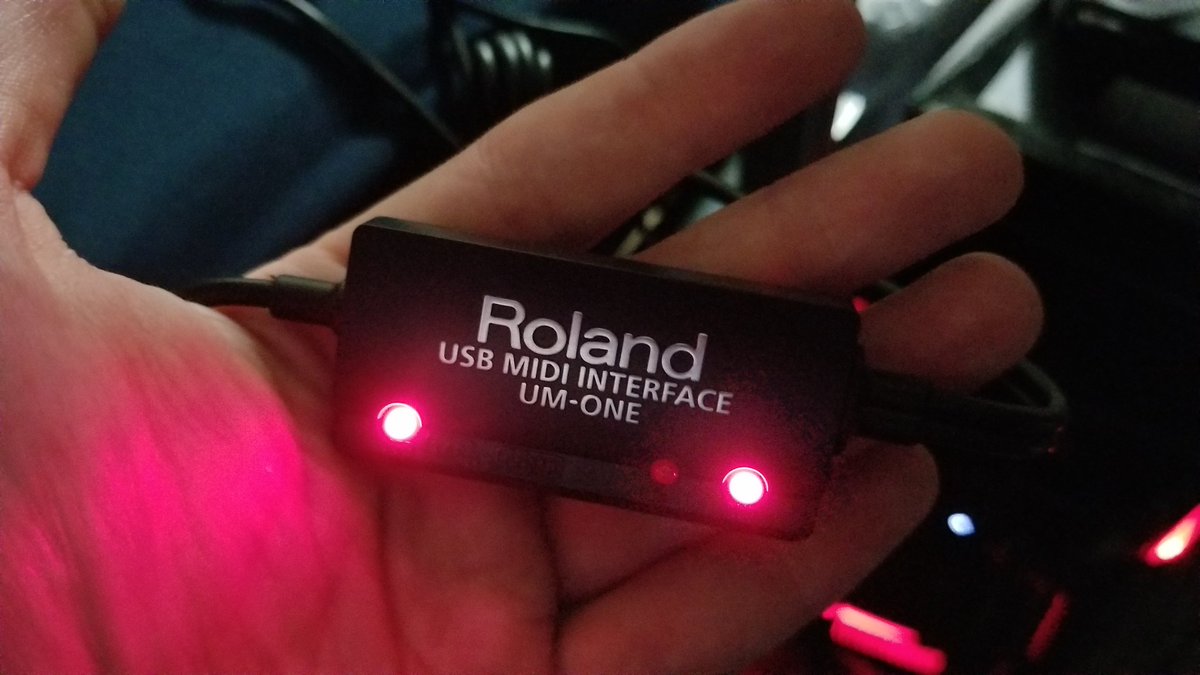 Roland
USB MIDI INTERFACE
UM-ONE